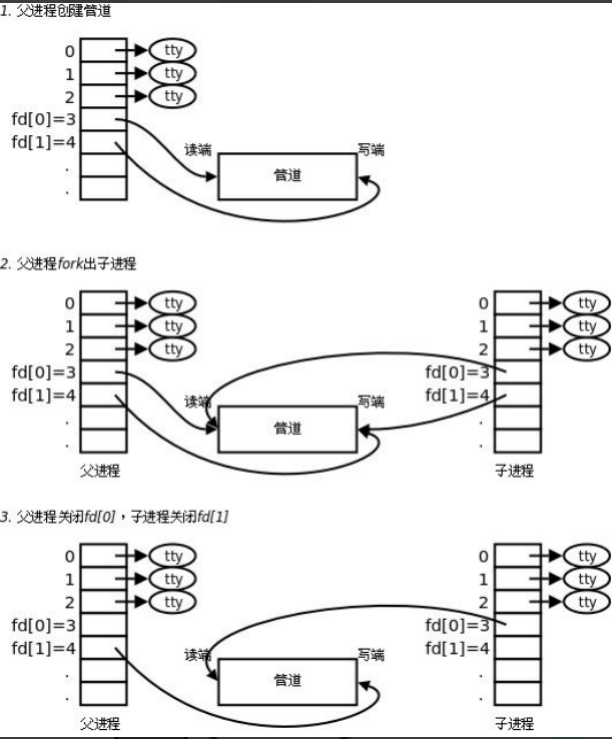 1. 父进程创建管道
0 tty
1 tty
2 tty
fd[0]=3
fd[1]=4
.
.
读端
写端
管道
2. 父进程fork出子进程
0 tty
1 tty
2 tty
fd[0]=3
fd[1]=4
.
.
父进程
读端
写端
管道
0 tty
1 tty
2 tty
fd[0]=3
fd[1]=4
.
.
子进程
3. 父进程关闭fd[0]，子进程关闭fd[1]
0 tty
1 tty
2 tty
fd[0]=3
fd[1]=4
.
.
父进程
读端
写端
管道
0 tty
1 tty
2 tty
fd[0]=3
fd[1]=4
.
.
子进程